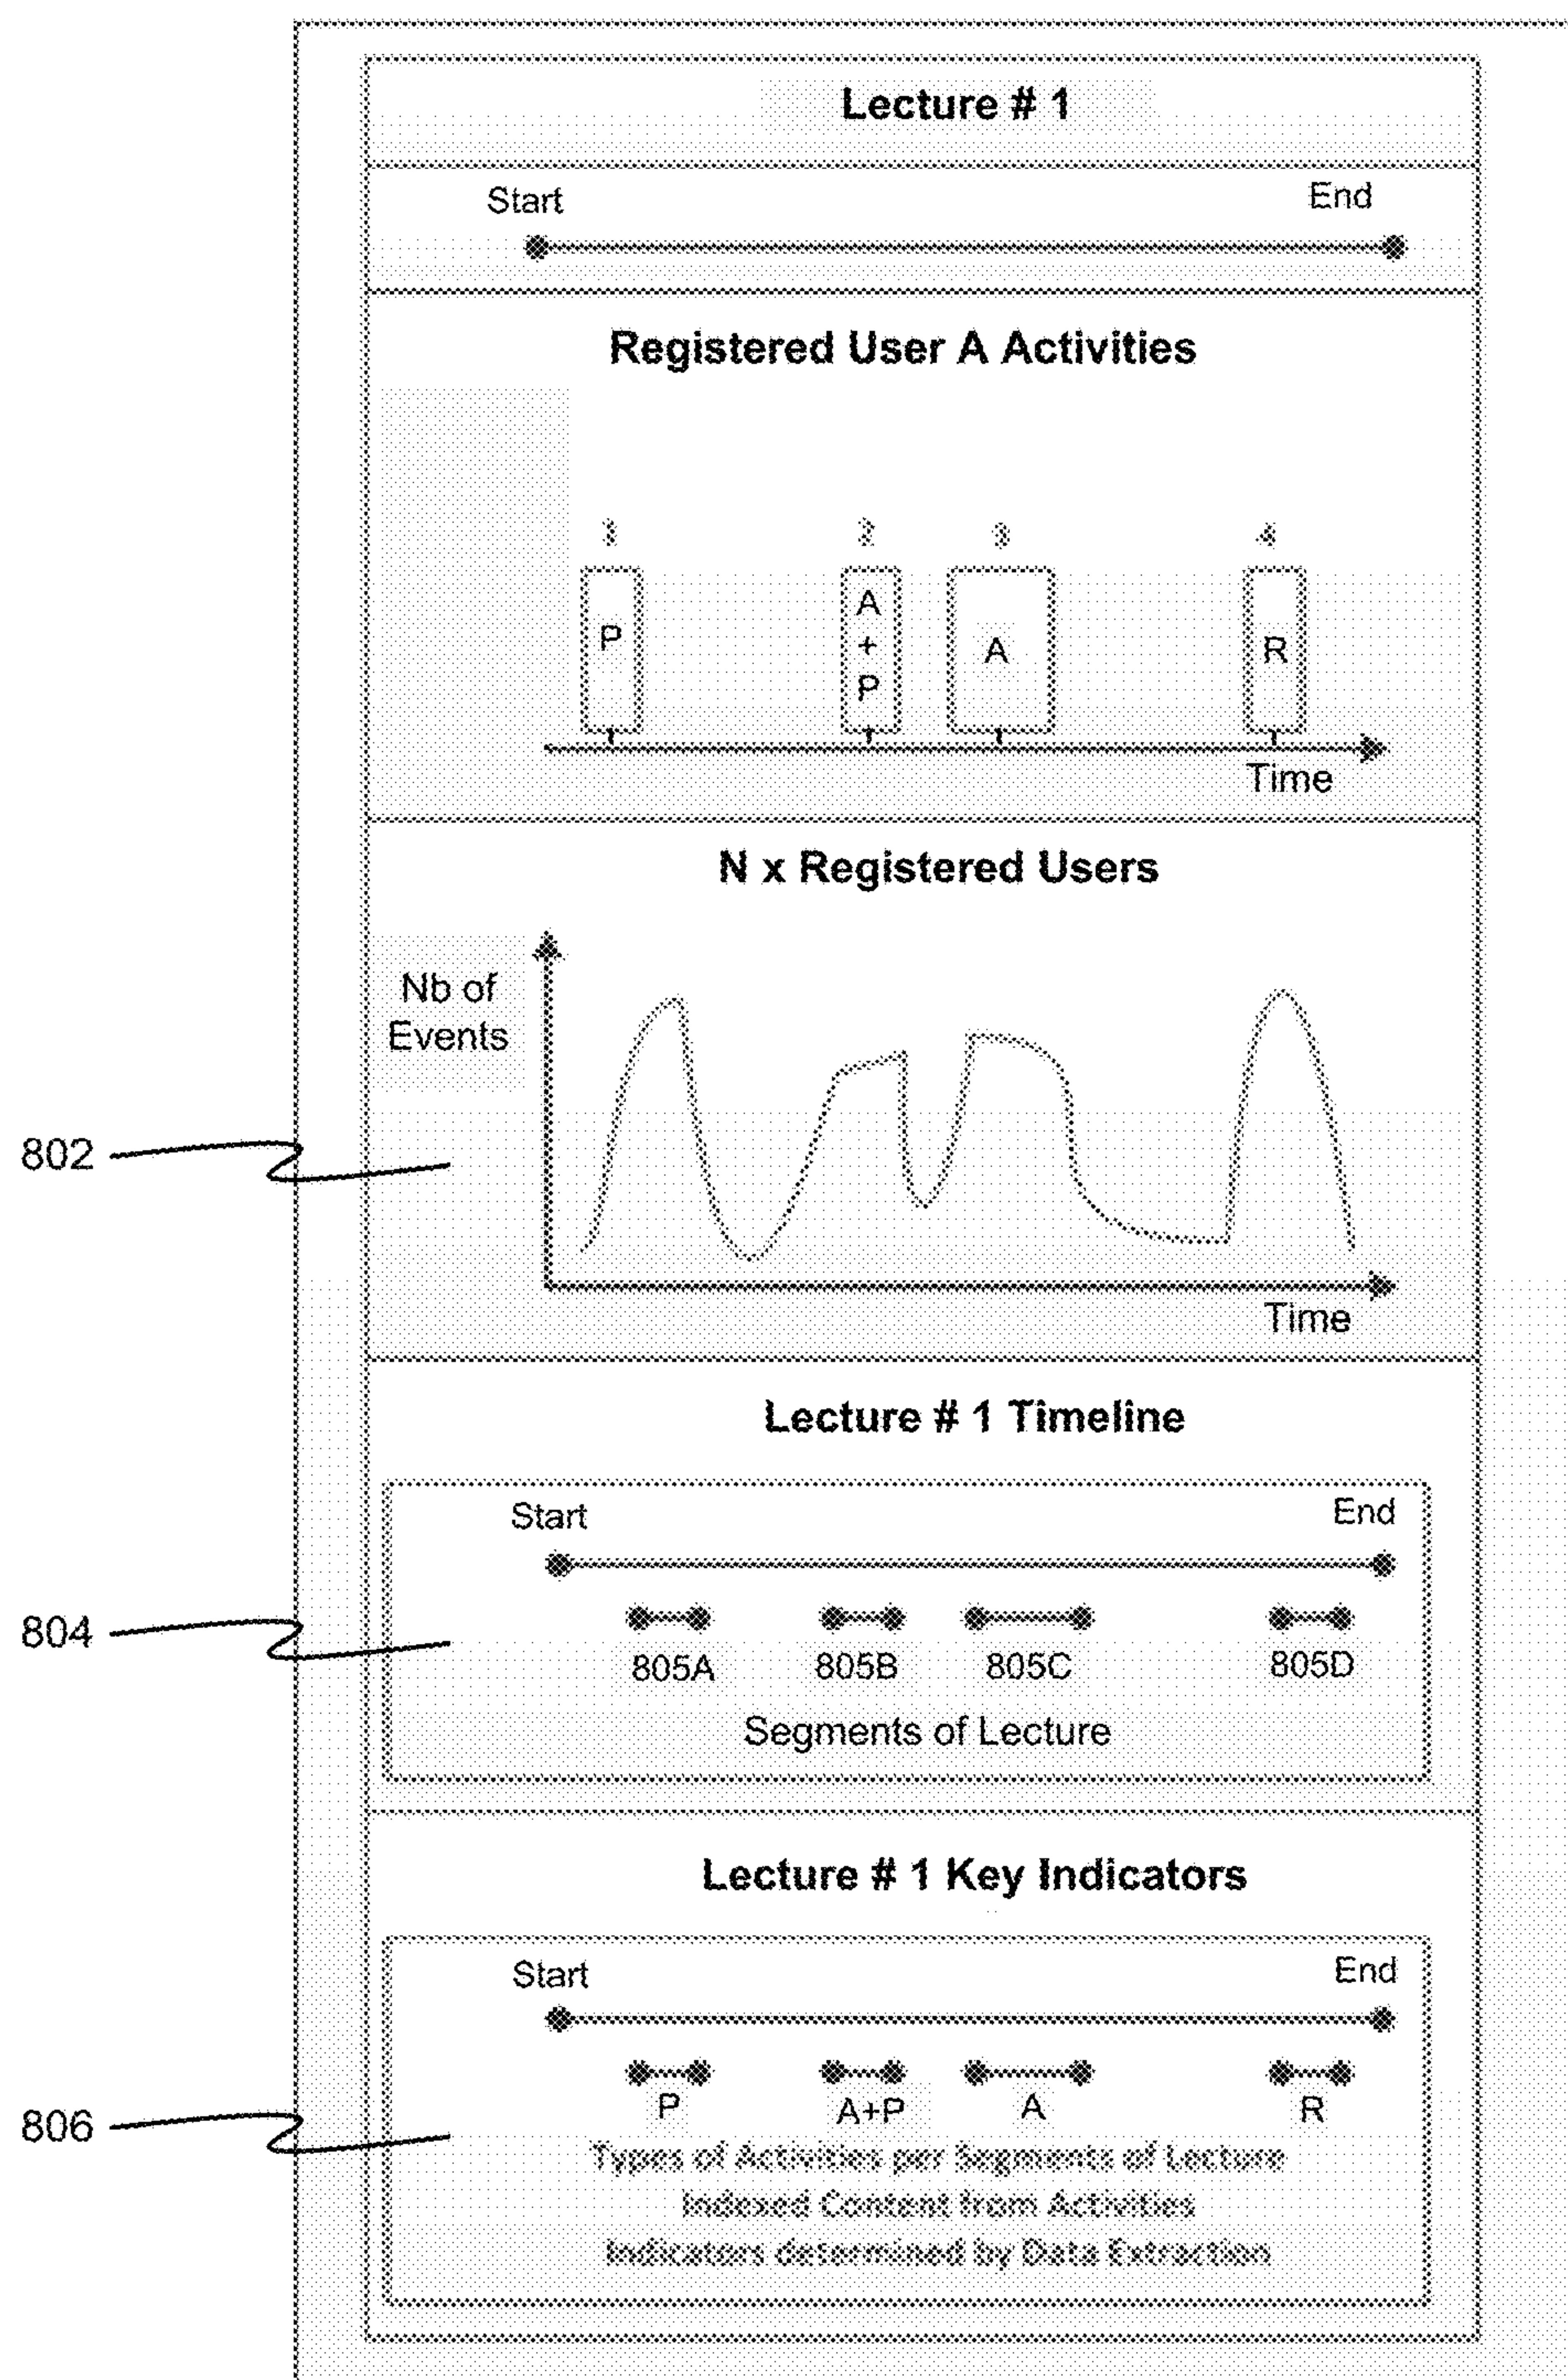 Lecture # 1
Start End
Registered User A Activities
1 2 3 4
P A + P A R
Time
N x Registered Users
Nb of
Events
802
Time
Lecture # 1 Timeline
Start End
804
805A 805B 805C 805D
Segments of Lecture
Lecture # 1 Key Indicators
Start End
P A+P A R
806
Types of Activities per Segments of Lecture
Indexed Content from Activities
Indicators determined by Data Extraction